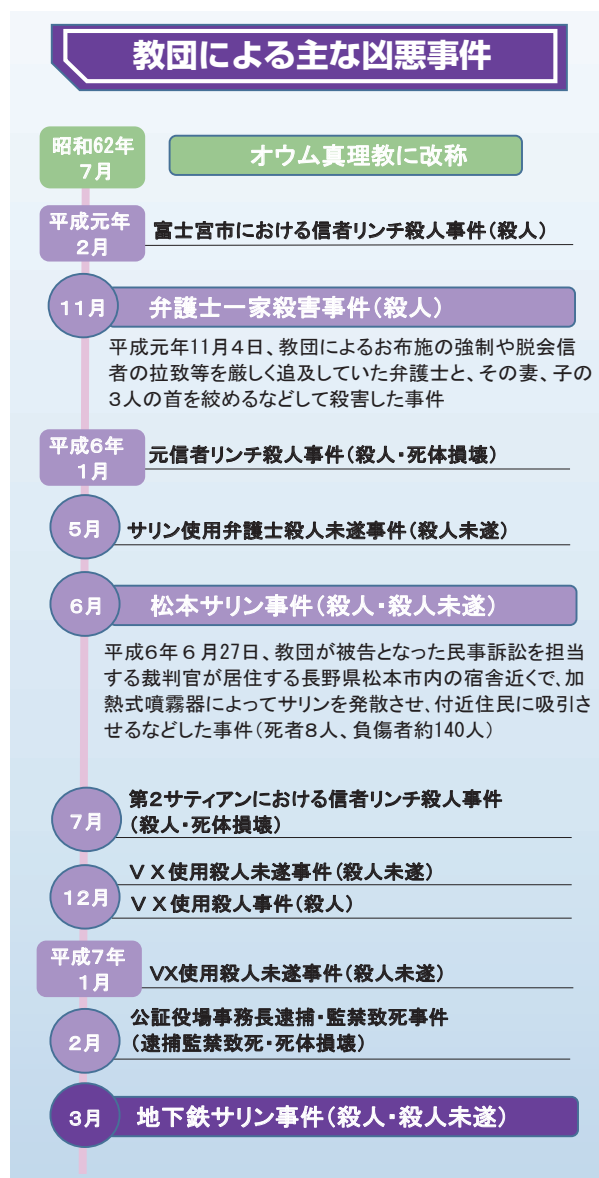 教団による主な凶悪事件
昭和62年
７月
オウム真理教に改称
平成元年
２月
富士宮市における信者リンチ殺人事件（殺人）
11月
弁護士一家殺害事件（殺人）
平成元年11月４日、教団によるお布施の強制や脱会信
者の拉致等を厳しく追及していた弁護士と、その妻、子の
３人の首を絞めるなどして殺害した事件
平成６年
１月
元信者リンチ殺人事件（殺人・死体損壊）
５月
サリン使用弁護士殺人未遂事件（殺人未遂）
６月
松本サリン事件（殺人・殺人未遂）
平成６年６月27日、教団が被告となった民事訴訟を担当
する裁判官が居住する長野県松本市内の宿舎近くで、加
熱式噴霧器によってサリンを発散させ、付近住民に吸引さ
せるなどした事件（死者８人、負傷者約140人）
７月
第２サティアンにおける信者リンチ殺人事件
（殺人・死体損壊）
12月
ＶＸ使用殺人未遂事件（殺人未遂）
ＶＸ使用殺人事件（殺人）
平成７年
１月
VX使用殺人未遂事件（殺人未遂）
２月
公証役場事務長逮捕・監禁致死事件
（逮捕監禁致死・死体損壊）
３月
地下鉄サリン事件（殺人・殺人未遂）